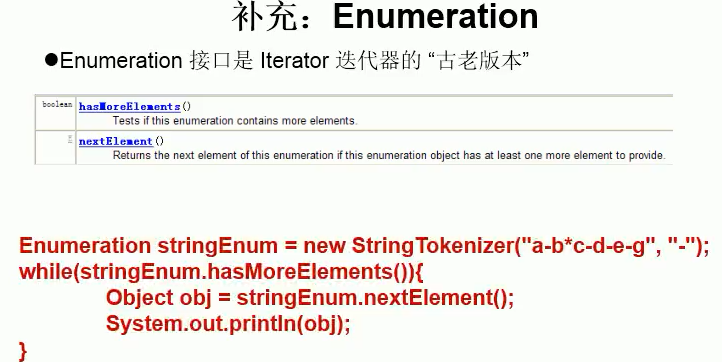 补充：Enumeration
●Enumeration 接口是 Iterator 迭代器的 “古老版本”
boolean hasMoreElements()
Tests if this enumeration contains more elements.
E nextElement()
Returns the next element of this enumeration if this enumeration object has at least one more element to provide.
Enumeration stringEnum = new StringTokenizer("a-b*c-d-e-g", "-");
while(stringEnum.hasMoreElements()){
Object obj = stringEnum.nextElement();
System.out.println(obj);
}